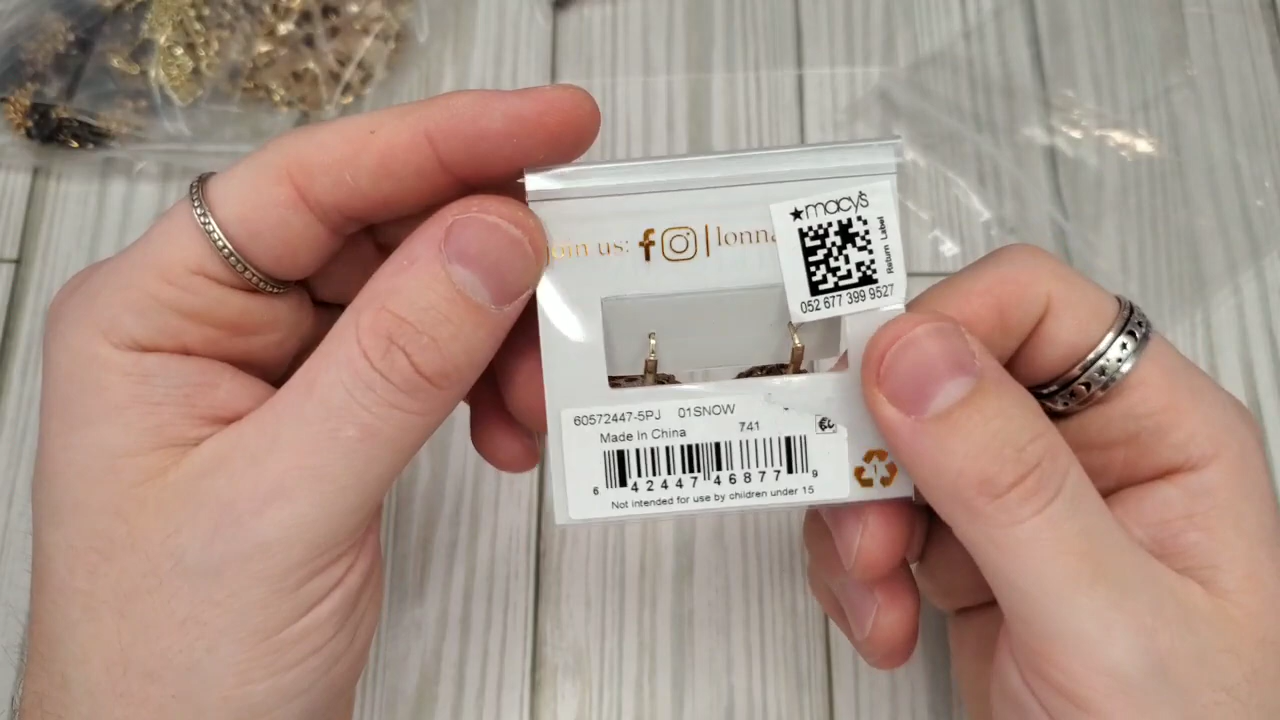 ★macy's
Return Label
052 677 399 9527
join us: f | lonna
60572447-5PJ 01SNOW
Made In China 741
6 42447 46877 9
Not intended for use by children under 15
1